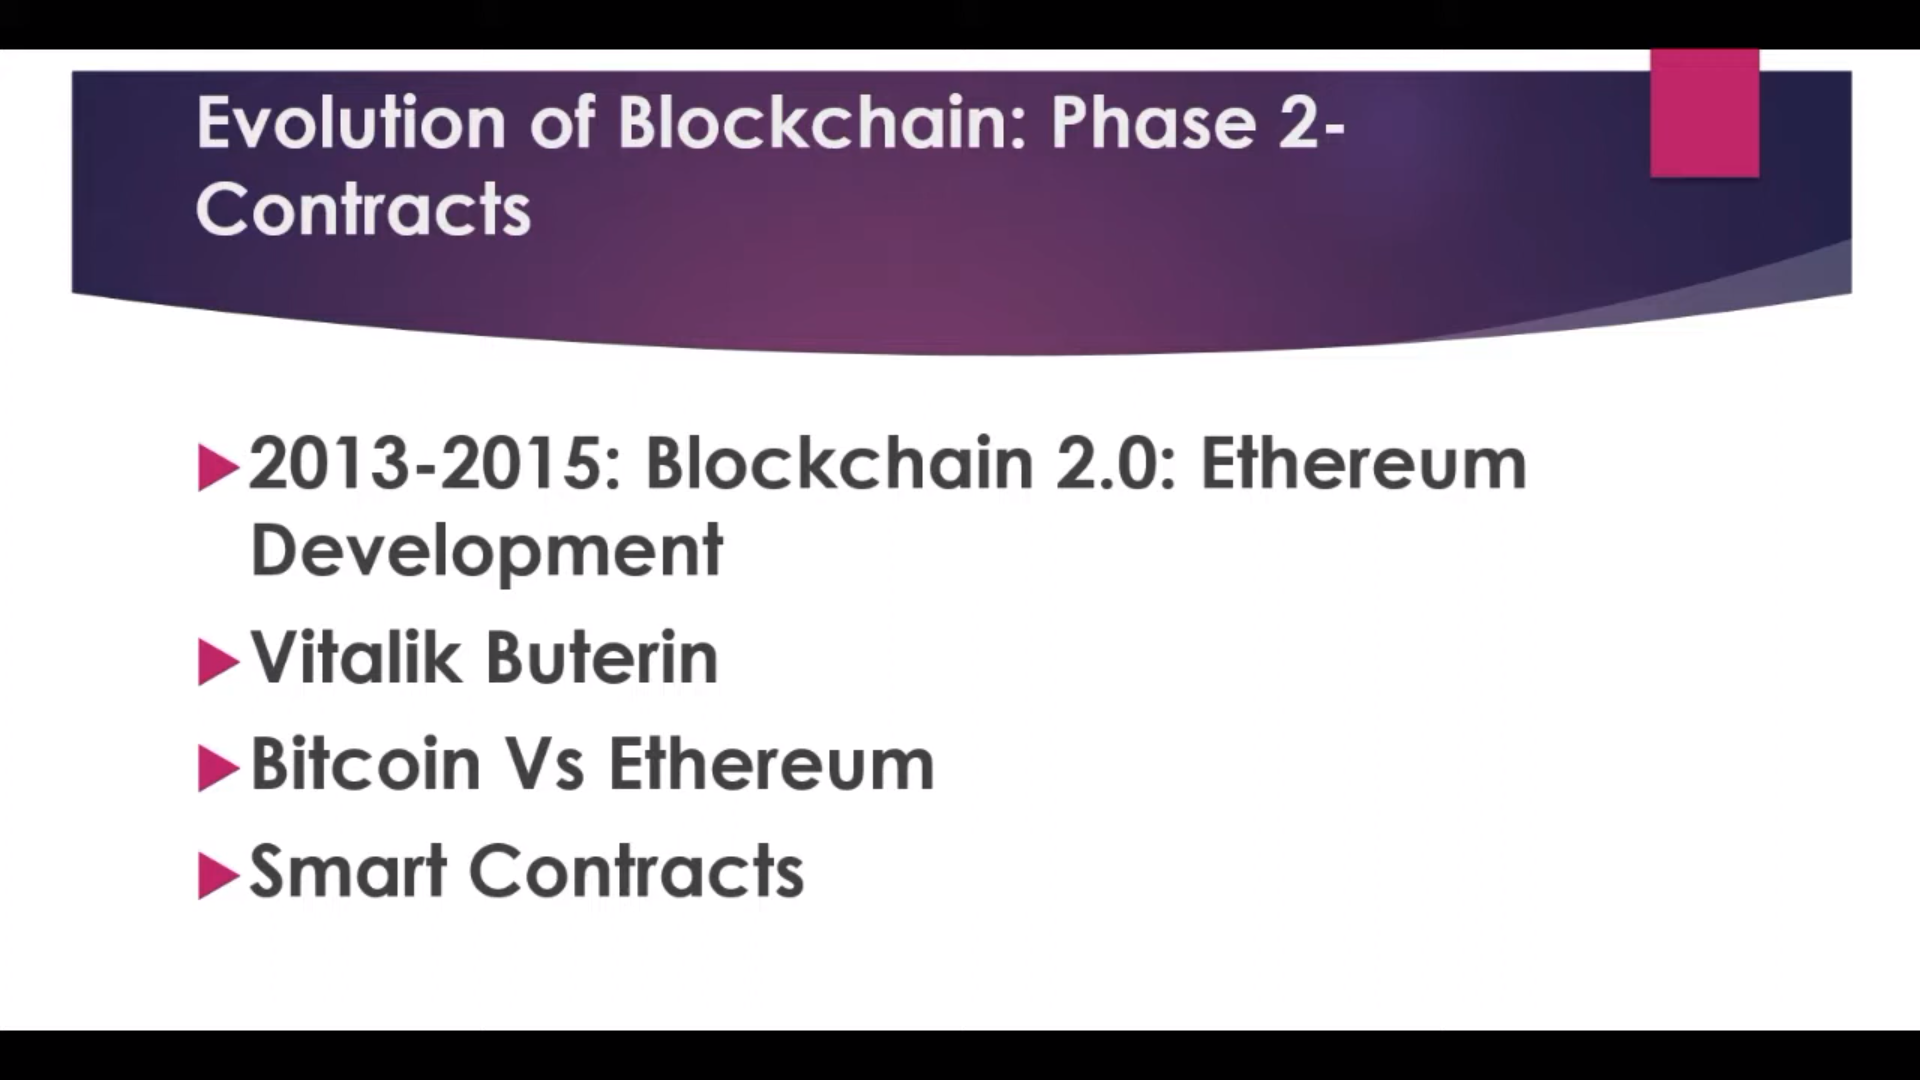 Evolution of Blockchain: Phase 2-
Contracts
2013-2015: Blockchain 2.0: Ethereum
Development
Vitalik Buterin
Bitcoin Vs Ethereum
Smart Contracts